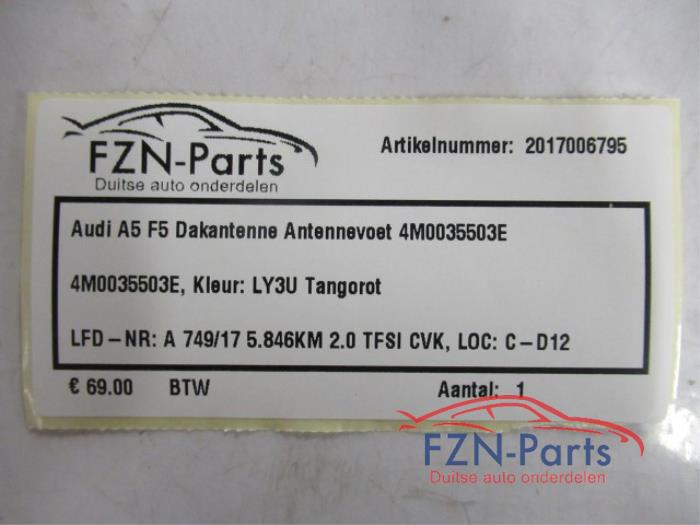 FZN-Parts
Duitse auto onderdelen
Artikelnummer: 2017006795
Audi A5 F5 Dakantenne Antennevoet 4M0035503E
4M0035503E, Kleur: LY3U Tangorot
LFD-NR: A 749/17 5.846KM 2.0 TFSI CVK, LOC: C-D12
€ 69.00 BTW Aantal: 1
FZN-Parts
Duitse auto onderdelen